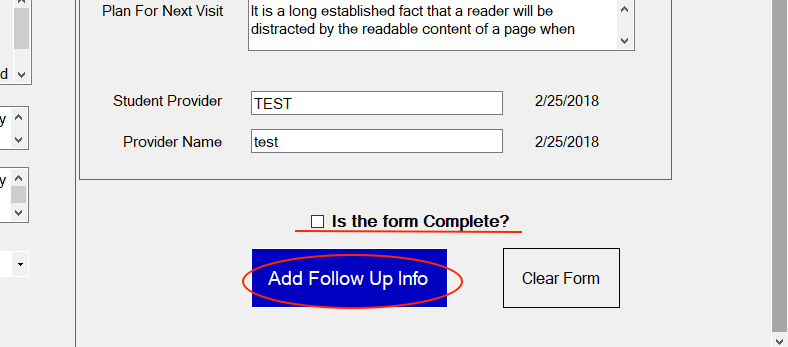 Plan For Next Visit
It is a long established fact that a reader will be
distracted by the readable content of a page when
d
y
Student Provider TEST 2/25/2018
Provider Name test 2/25/2018
y
Is the form Complete?
Add Follow Up Info
Clear Form